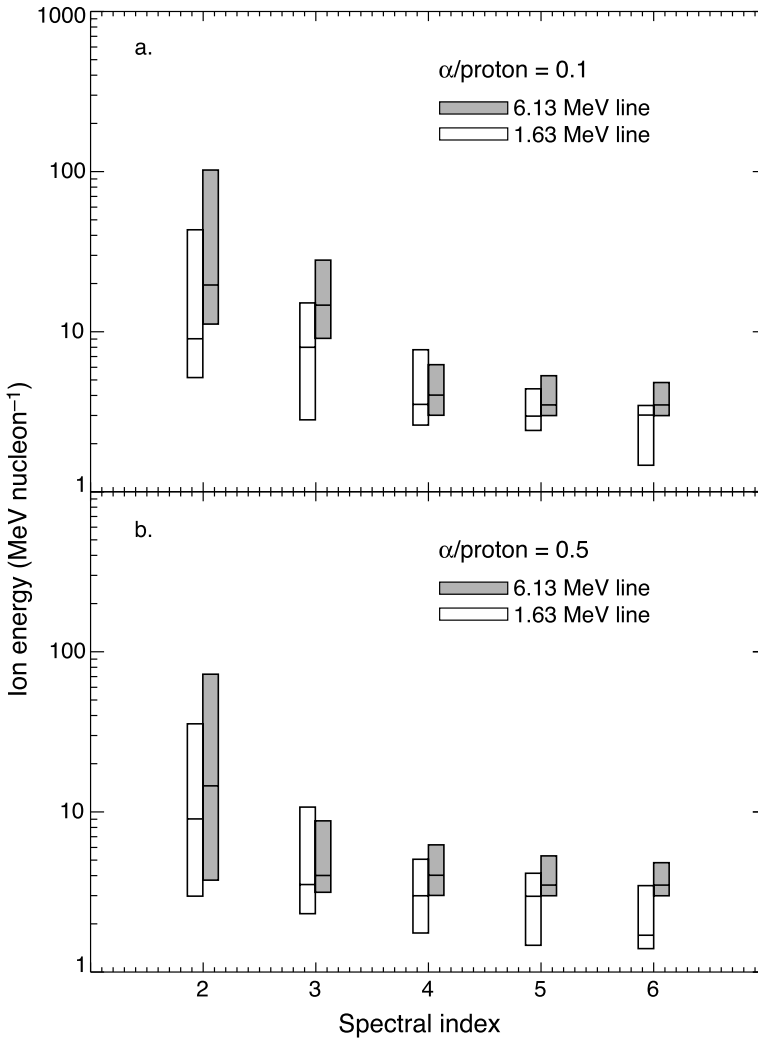 1000
a.
α/proton = 0.1
6.13 MeV line
1.63 MeV line
100
10
1
Ion energy (MeV nucleon⁻¹)
b.
α/proton = 0.5
6.13 MeV line
1.63 MeV line
100
10
1
2 3 4 5 6
Spectral index